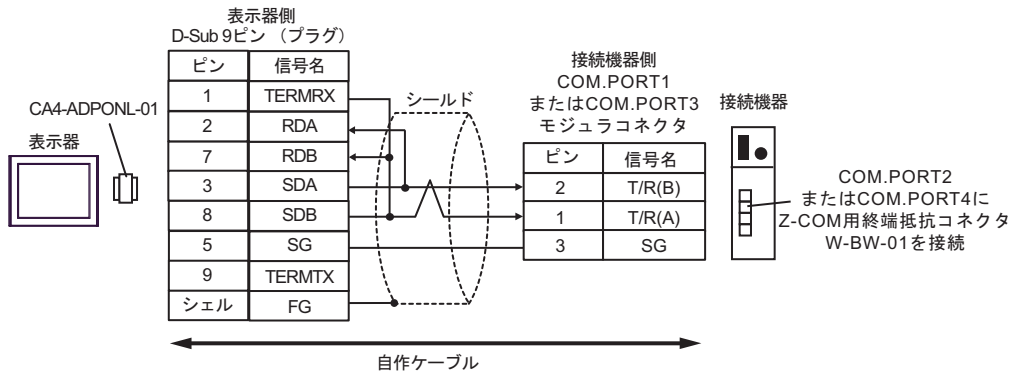 表示器側
D-Sub 9ピン （プラグ）
ピン 信号名
1 TERMRX
2 RDA
7 RDB
3 SDA
8 SDB
5 SG
9 TERMTX
シェル FG
CA4-ADPONL-01
表示器
シールド
接続機器側
COM.PORT1
またはCOM.PORT3
モジュラコネクタ
ピン 信号名
2 T/R(B)
1 T/R(A)
3 SG
接続機器
COM.PORT2
またはCOM.PORT4に
Z-COM用終端抵抗コネクタ
W-BW-01を接続
自作ケーブル